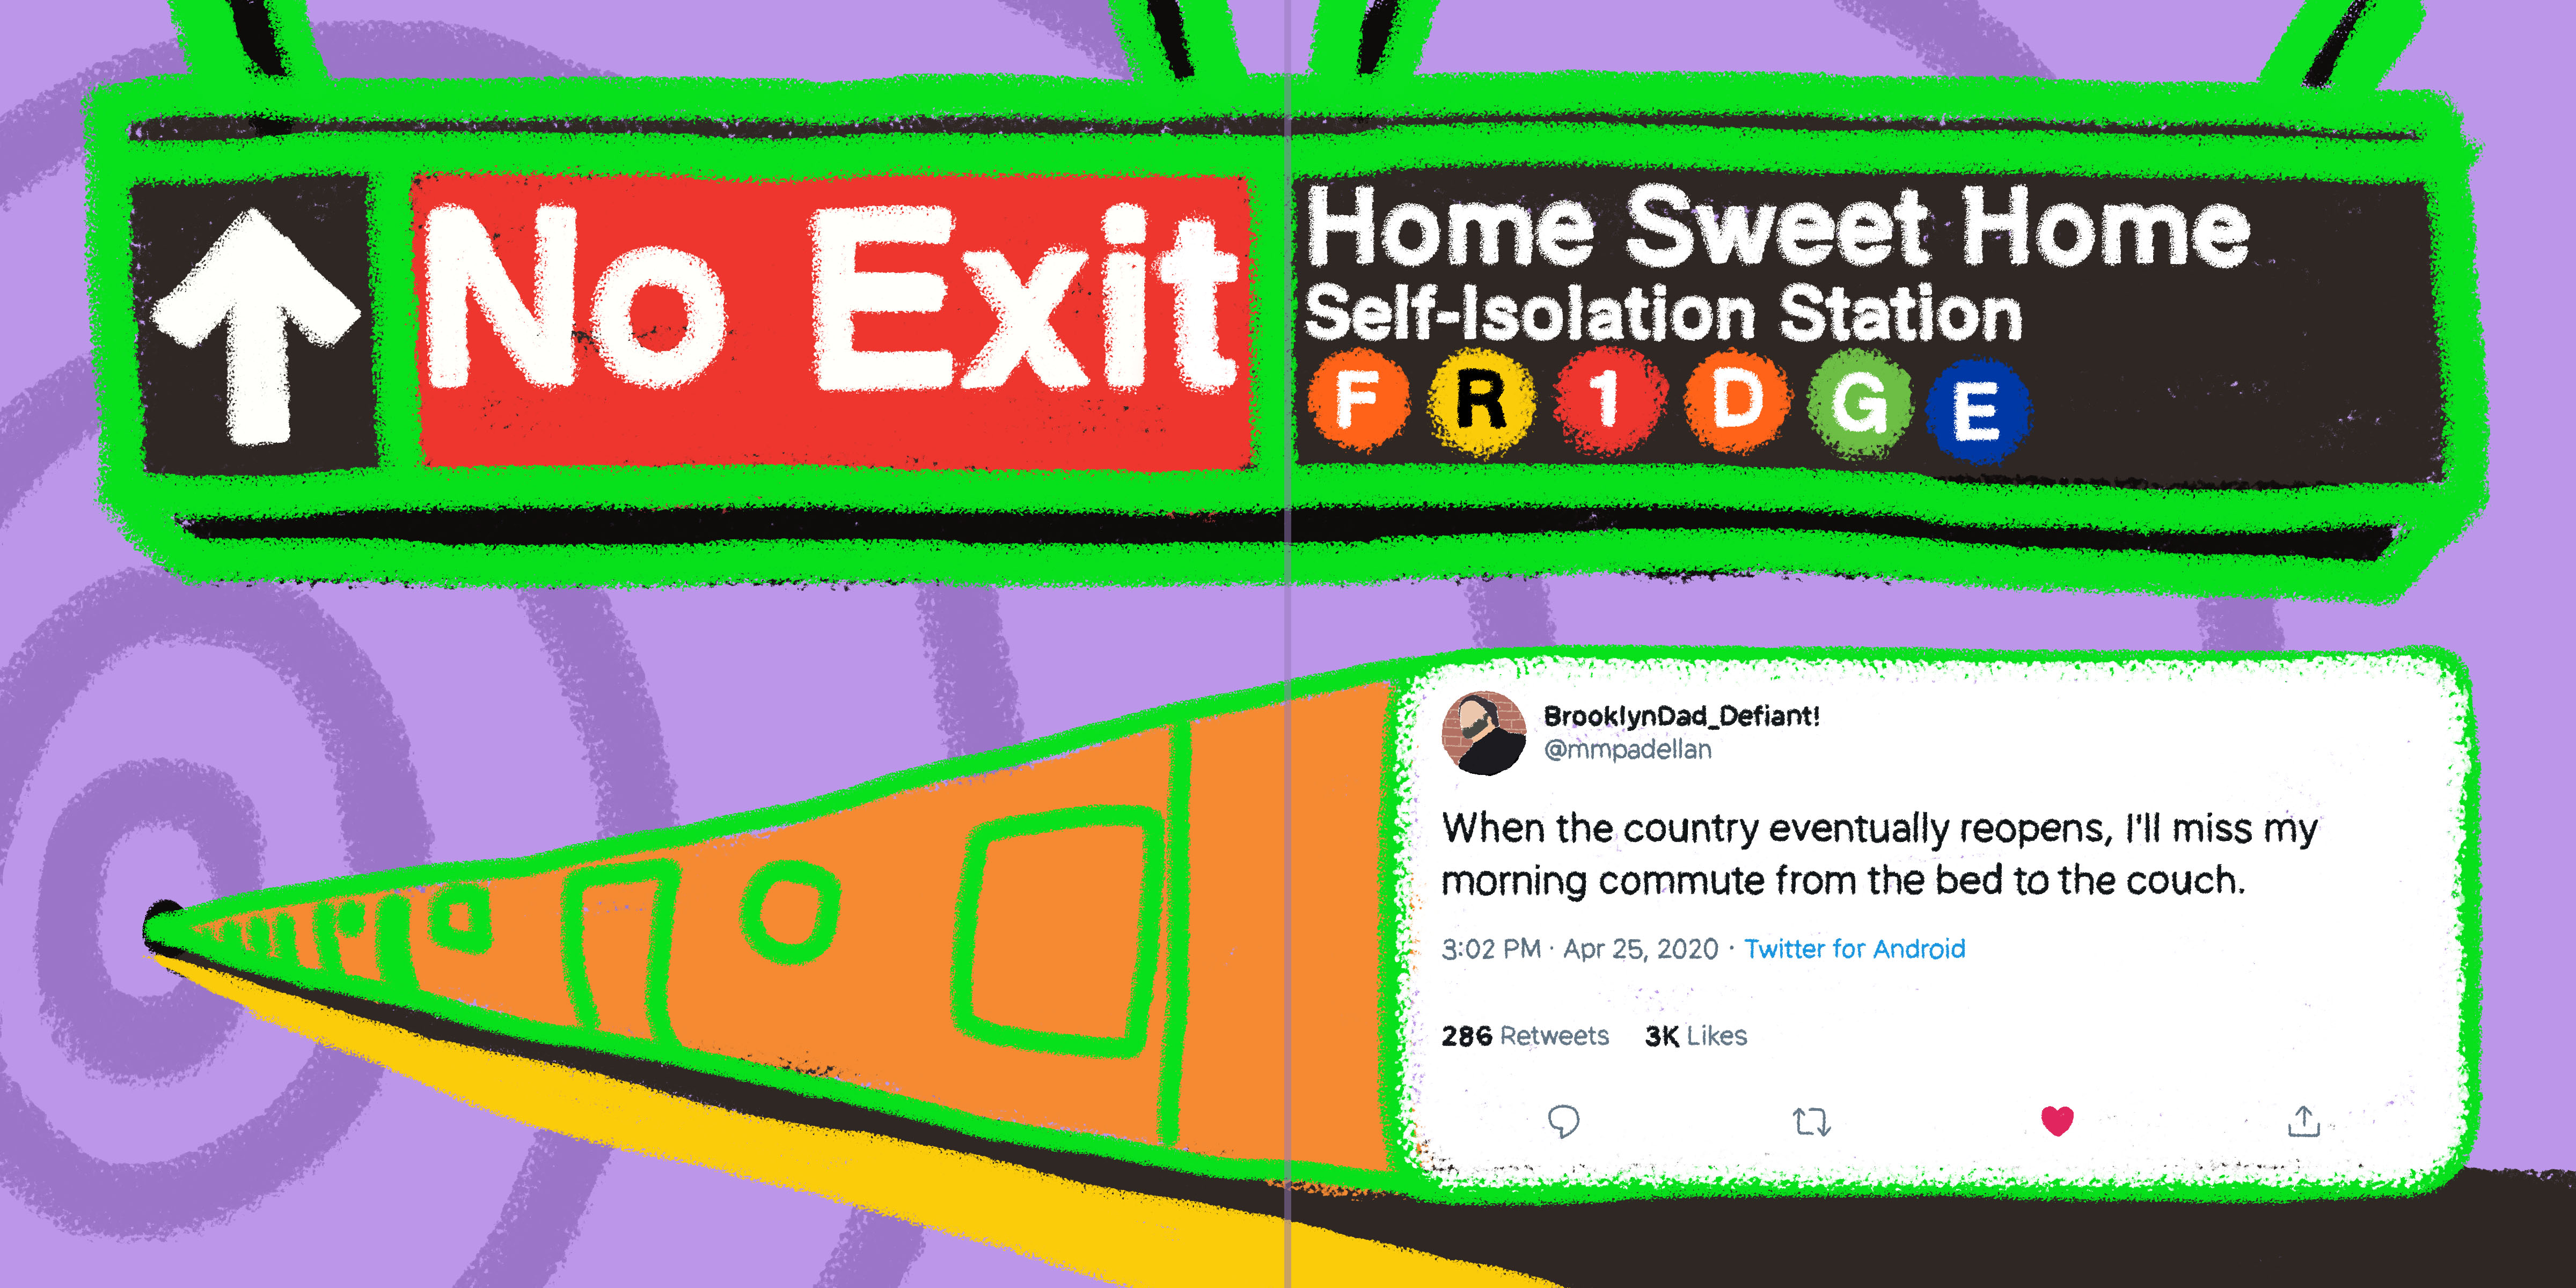 No Exit
Home Sweet Home
Self-Isolation Station
F R 1 D G E
BrooklynDad_Defiant!
@mmpadellan
When the country eventually reopens, I'll miss my
morning commute from the bed to the couch.
3:02 PM · Apr 25, 2020 · Twitter for Android
286 Retweets 3K Likes